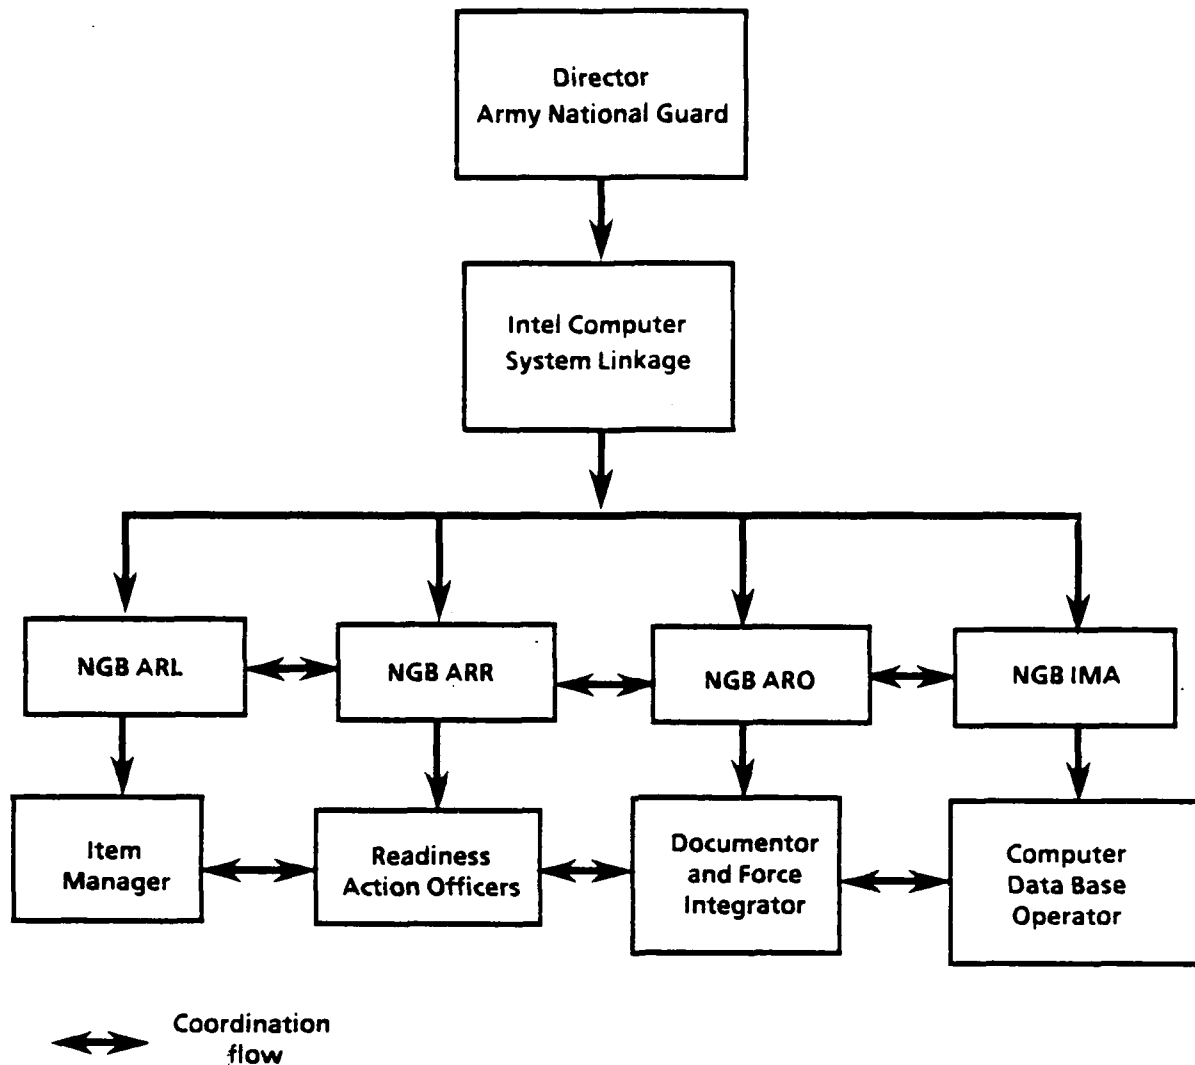 Director
Army National Guard
Intel Computer
System Linkage
NGB ARL
NGB ARR
NGB ARO
NGB IMA
Item
Manager
Readiness
Action Officers
Documentor
and Force
Integrator
Computer
Data Base
Operator
Coordination
flow